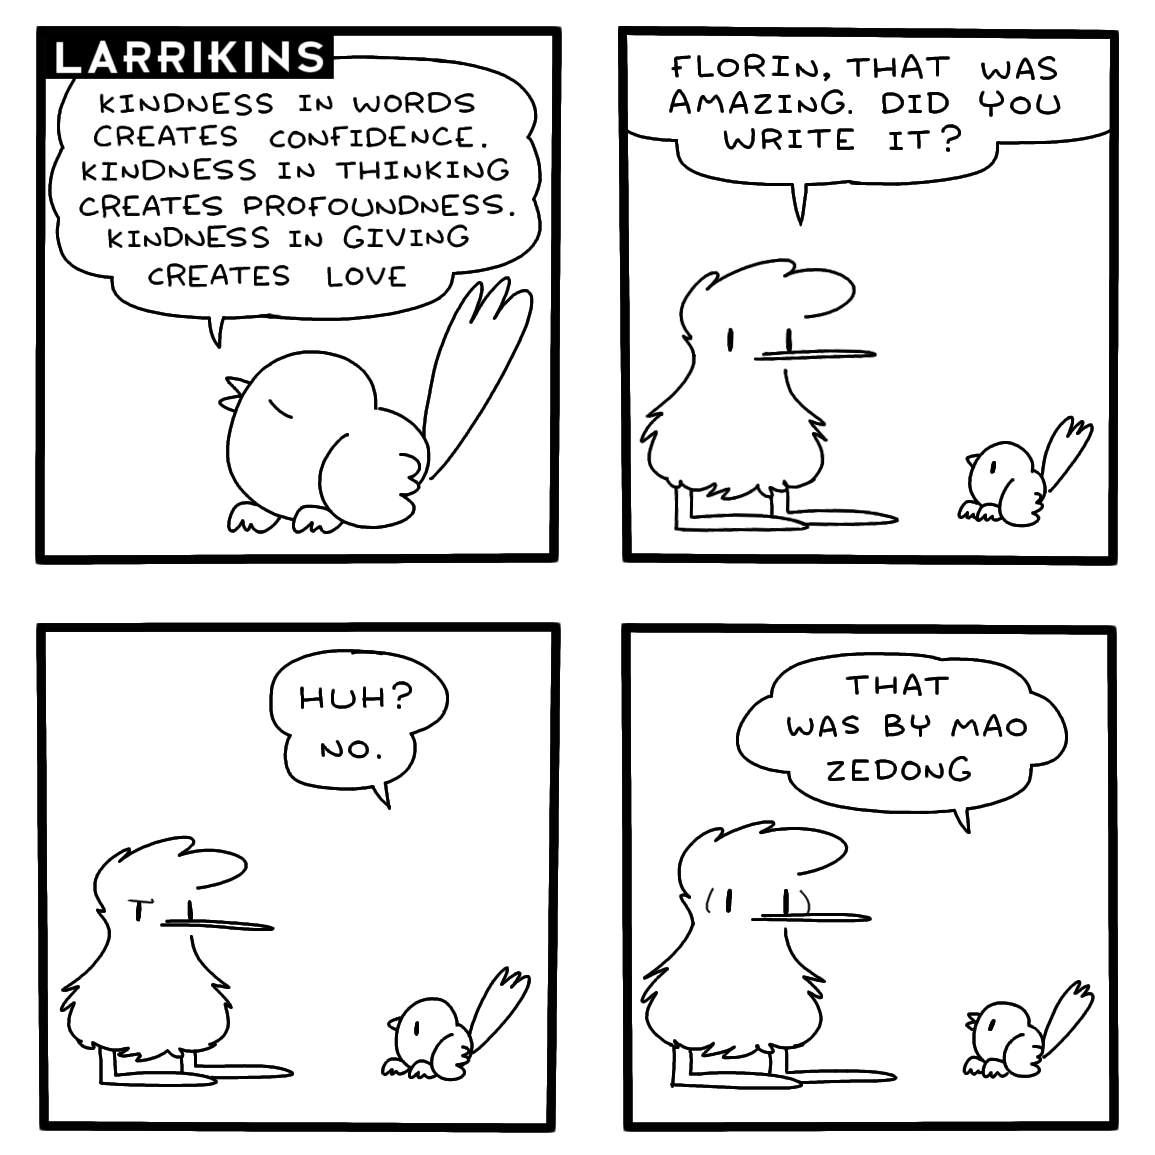 LARRIKINS
KINDNESS IN WORDS
CREATES CONFIDENCE.
KINDNESS IN THINKING
CREATES PROFOUNDNESS.
KINDNESS IN GIVING
CREATES LOVE
FLORIN, THAT WAS
AMAZING. DID YOU
WRITE IT?
HUH?
NO.
THAT
WAS BY MAO
ZEDONG